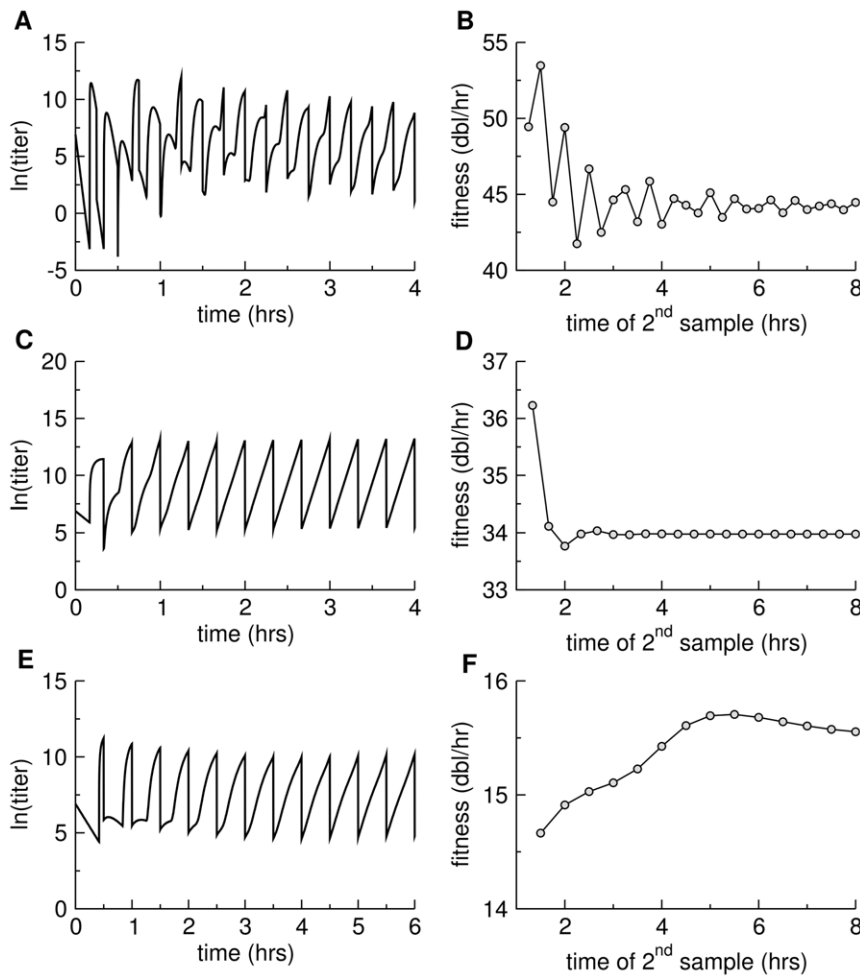 A
15
10
5
0
-5
ln(titer)
0 1 2 3 4
time (hrs)
B
55
50
45
40
fitness (dbl/hr)
2 4 6 8
time of 2nd sample (hrs)
C
20
15
10
5
0
ln(titer)
0 1 2 3 4
time (hrs)
D
37
36
35
34
33
fitness (dbl/hr)
2 4 6 8
time of 2nd sample (hrs)
E
15
10
5
0
ln(titer)
0 1 2 3 4 5 6
time (hrs)
F
16
15
14
fitness (dbl/hr)
2 4 6 8
time of 2nd sample (hrs)